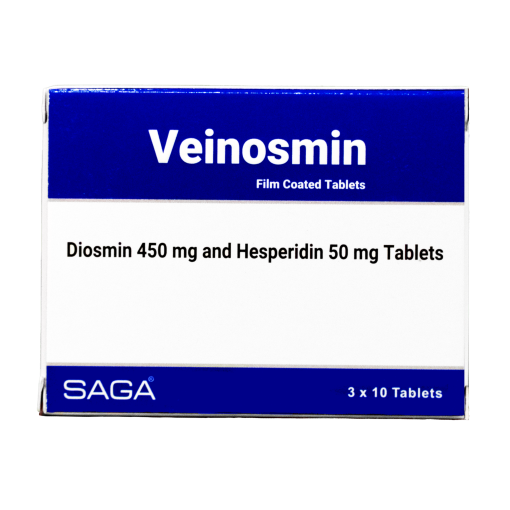 Veinosmin
Film Coated Tablets
Diosmin 450 mg and Hesperidin 50 mg Tablets
SAGA®
3 x 10 Tablets